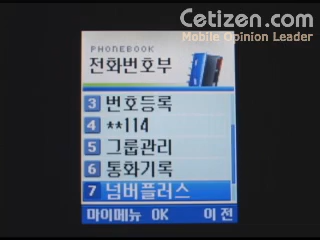 Cetizen.com
Mobile Opinion Leader
PHONEBOOK
전화번호부
3 번호등록
4 **114
5 그룹관리
6 통화기록
7 넘버플러스
마이메뉴 OK 이전